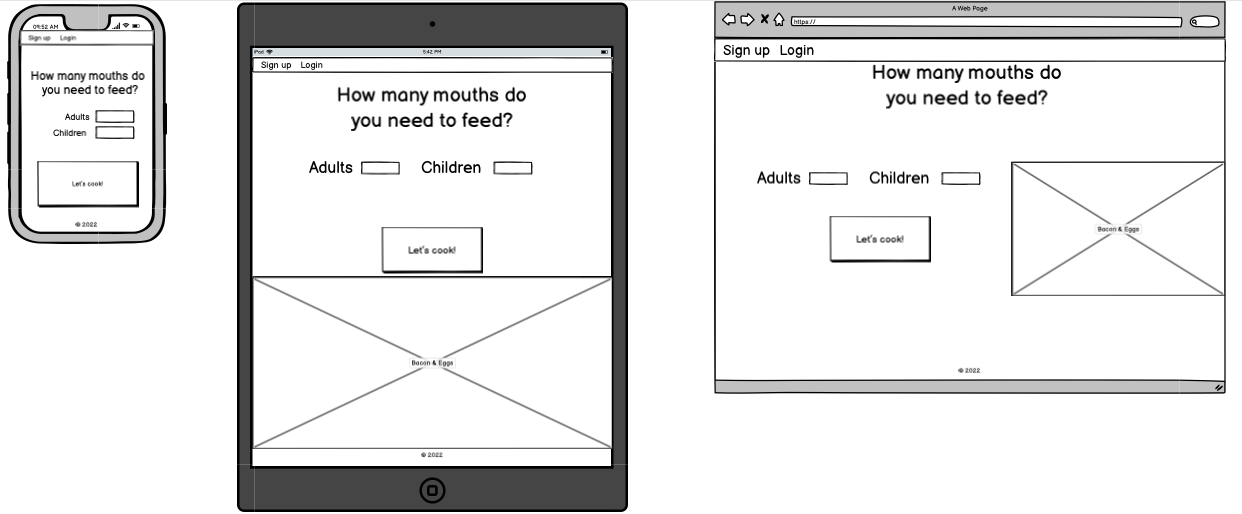 09:52 AM
Sign up Login
How many mouths do
you need to feed?
Adults
Children
Let's cook!
© 2022
iPod 5:42 PM
Sign up Login
How many mouths do
you need to feed?
Adults Children
Let's cook!
Bacon & Eggs
© 2022
A Web Page
https://
Sign up Login
How many mouths do
you need to feed?
Adults Children
Let's cook!
Bacon & Eggs
© 2022